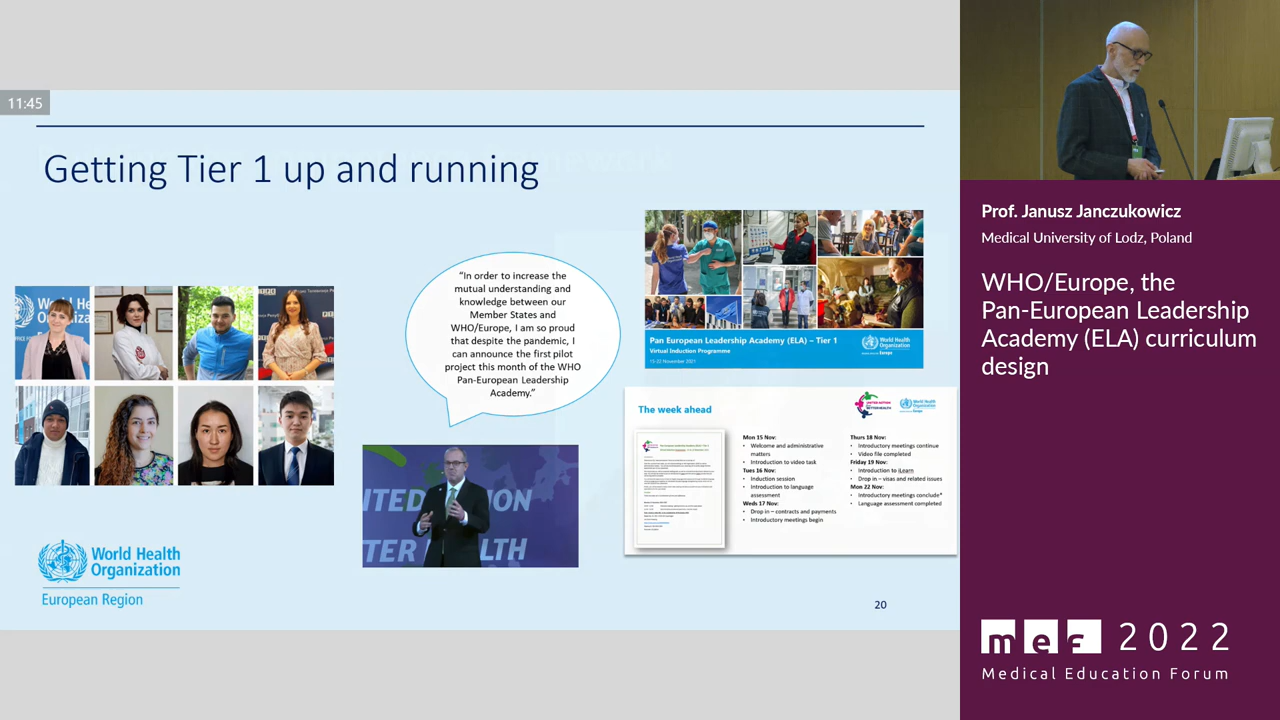 11:45
Getting Tier 1 up and running
"In order to increase the
mutual understanding and
knowledge between our
Member States and
WHO/Europe, I am so proud
that despite the pandemic, I
can announce the first pilot
project this month of the WHO
Pan-European Leadership
Academy."
Pan European Leadership Academy (ELA) – Tier 1
Virtual Induction Programme
15-22 November 2021
World Health
Organization
The week ahead
Mon 15 Nov:
• Welcome and administrative
matters
• Introduction to video task
Tues 16 Nov:
• Induction session
• Introduction to language
assessment
Weds 17 Nov:
• Drop in – contracts and payments
• Introductory meetings begin
Thurs 18 Nov:
• Introductory meetings continue
• Video file completed
Friday 19 Nov:
• Introduction to iLearn
• Drop in – visas and related issues
Mon 22 Nov:
• Introductory meetings conclude*
• Language assessment completed
World Health
Organization
European Region
20
Prof. Janusz Janczukowicz
Medical University of Lodz, Poland
WHO/Europe, the
Pan-European Leadership
Academy (ELA) curriculum
design
mef 2022
Medical Education Forum